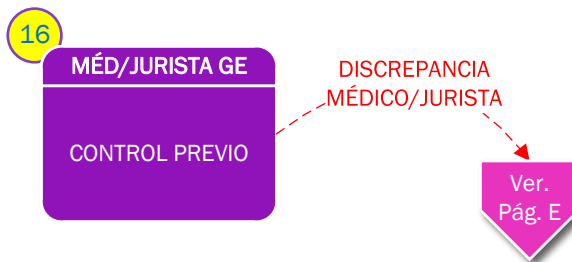 16
MÉD/JURISTA GE
CONTROL PREVIO
DISCREPANCIA
MÉDICO/JURISTA
Ver.
Pág. E